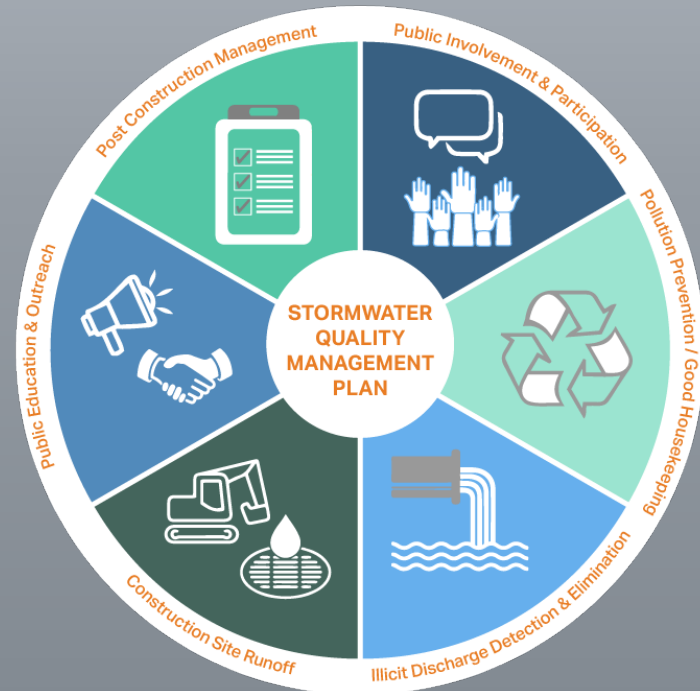 Post Construction Management
Public Involvement & Participation
Pollution Prevention / Good Housekeeping
Illicit Discharge Detection & Elimination
Construction Site Runoff
Public Education & Outreach
STORMWATER
QUALITY
MANAGEMENT
PLAN